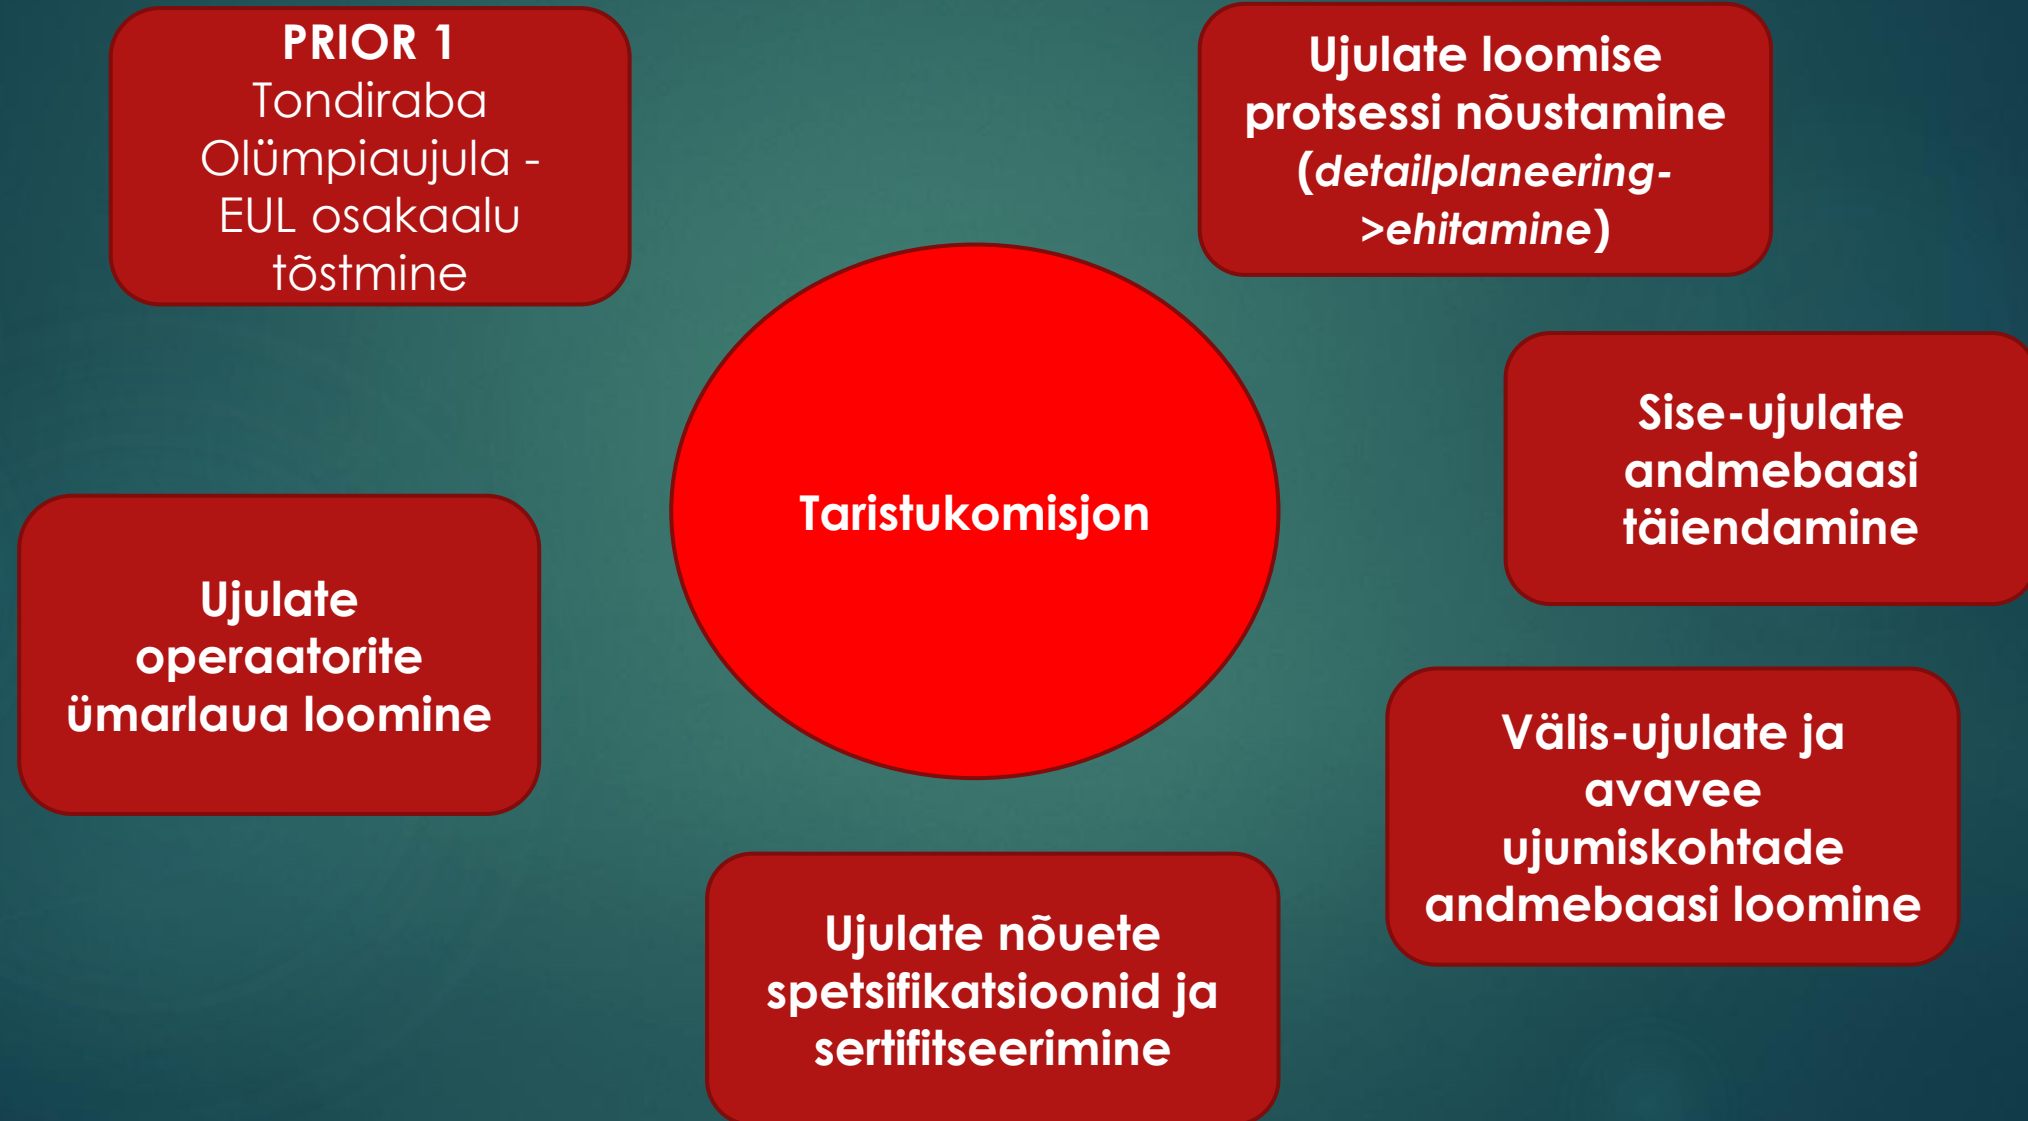 PRIOR 1
Tondiraba
Olümpiaujula -
EUL osakaalu
tõstmine
Ujulate loomise
protsessi nõustamine
(detailplaneering-
>ehitamine)
Taristukomisjon
Sise-ujulate
andmebaasi
täiendamine
Ujulate
operaatorite
ümarlaua loomine
Välis-ujulate ja
avavee
ujumiskohtade
andmebaasi loomine
Ujulate nõuete
spetsifikatsioonid ja
sertifitseerimine